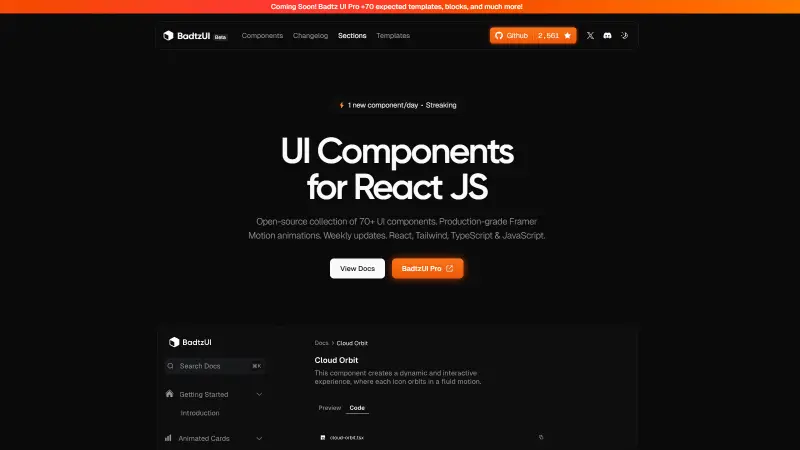 Coming Soon! Badtz UI Pro +70 expected templates, blocks, and much more!
BadtzUI Beta Components Changelog Sections Templates Github 2,561
1 new component/day - Streaking
UI Components
for React JS
Open-source collection of 70+ UI components. Production-grade Framer
Motion animations. Weekly updates. React, Tailwind, TypeScript & JavaScript.
View Docs BadtzUI Pro
BadtzUI
Docs > Cloud Orbit
Search Docs ⌘K
Cloud Orbit
This component creates a dynamic and interactive
experience, where each icon orbits in a fluid motion.
Getting Started
Introduction
Preview Code
Animated Cards
cloud-orbit.tsx